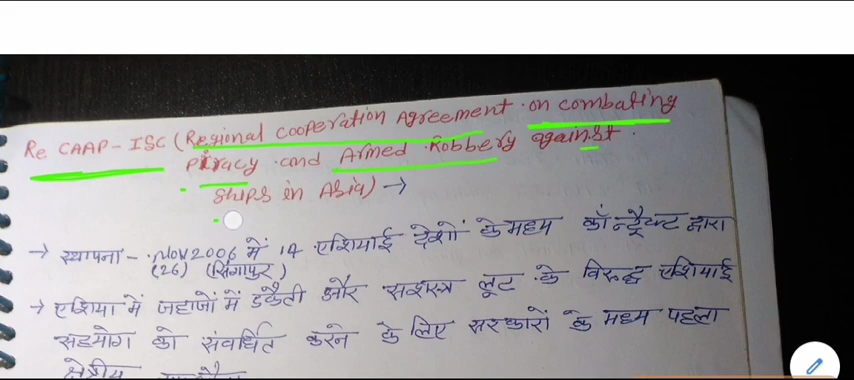 Re CAAP-ISC (Regional Cooperation Agreement on combating
piracy and Armed Robbery against
ships in Asia) →
→ स्थापना - Nov 2006 में 14 एशियाई देशों के मध्य कॉन्ट्रैक्ट द्वारा
(26) (सिंगापुर)
→ एशिया में जहाजों में डकैती और सशस्त्र लूट के विरुद्ध एशियाई
सहयोग को संवर्धित करने के लिए सरकारों के मध्य पहला
क्षेत्रीय